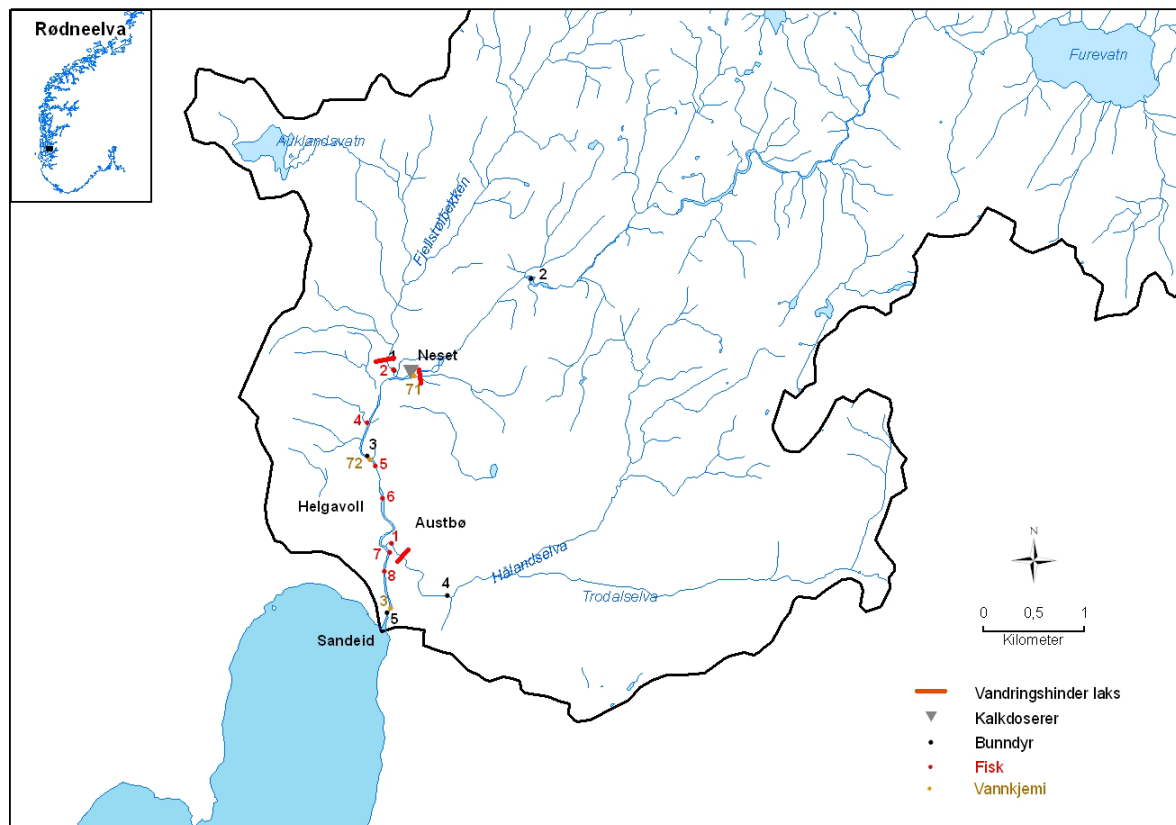 Rødneelva
Furevatn
Auklandsvatn
Fjellstølbekken
2
1
Neset
2
71
4
3
72
5
6
Helgavoll
Austbø
1
7
8
Hålandselva
4
Trodalselva
3
5
Sandeid
N
0 0,5 1
Kilometer
Vandringshinder laks
Kalkdoserer
Bunndyr
Fisk
Vannkjemi